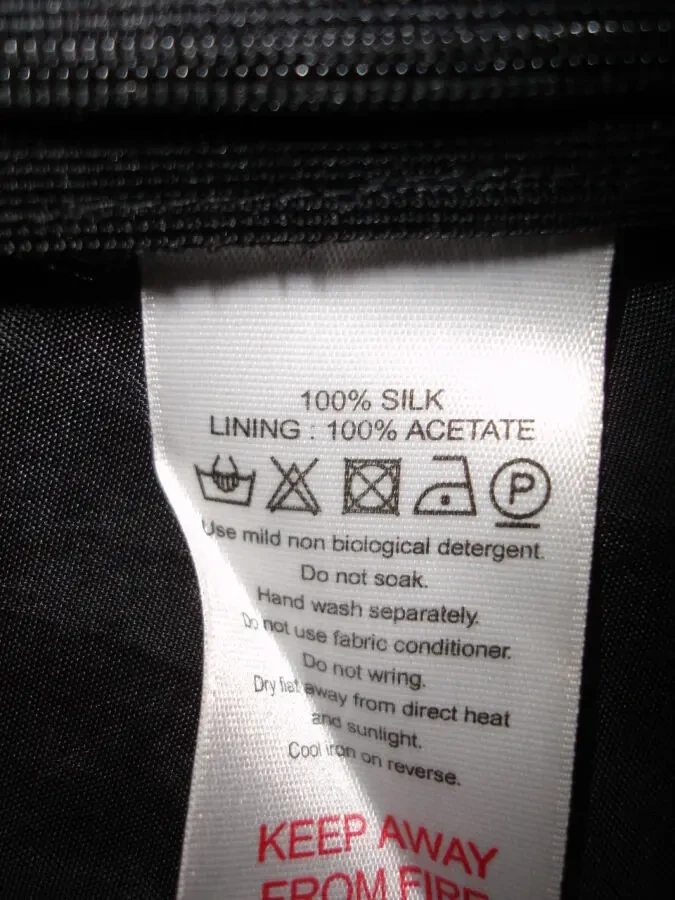 100% SILK
LINING : 100% ACETATE
P
Use mild non biological detergent.
Do not soak.
Hand wash separately.
Do not use fabric conditioner.
Do not wring.
Dry flat away from direct heat
and sunlight.
Cool iron on reverse.
KEEP AWAY
FROM FIRE